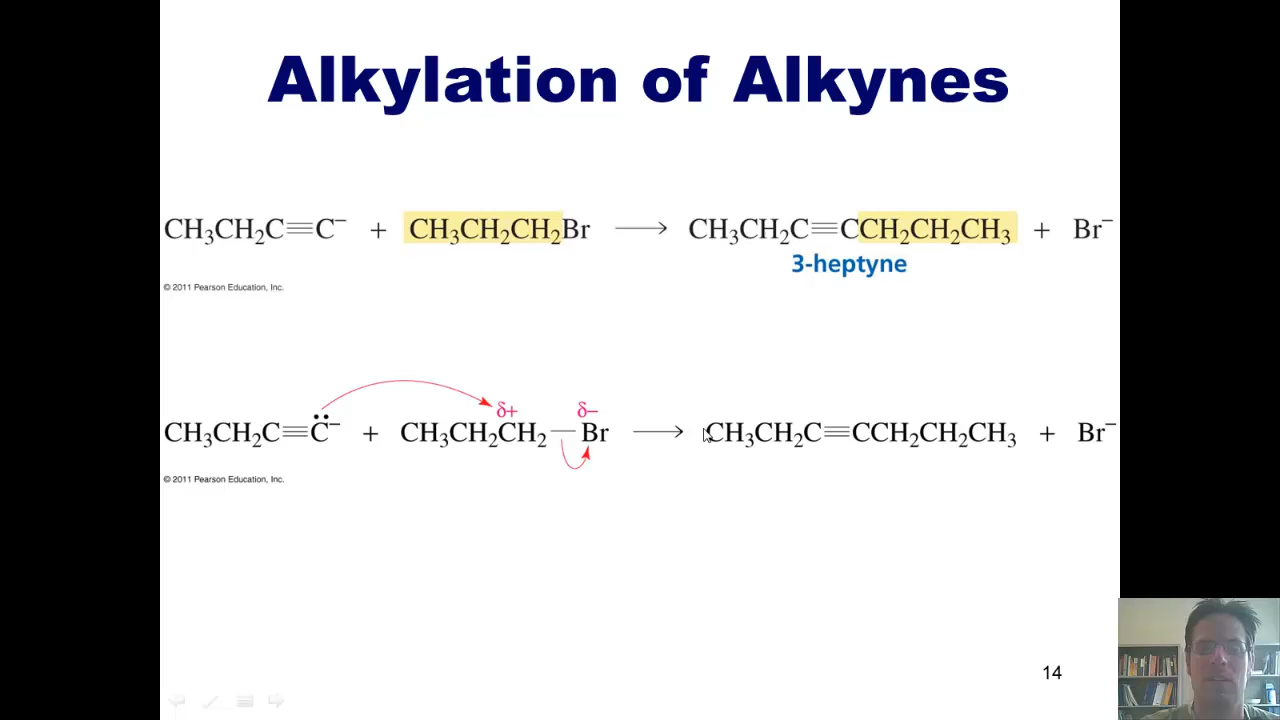 Alkylation of Alkynes
CH₃CH₂C≡C⁻ + CH₃CH₂CH₂Br ⟶ CH₃CH₂C≡CCH₂CH₂CH₃ + Br⁻
3-heptyne
© 2011 Pearson Education, Inc.
δ+ δ−
CH₃CH₂C≡C̈⁻ + CH₃CH₂CH₂—Br ⟶ CH₃CH₂C≡CCH₂CH₂CH₃ + Br⁻
© 2011 Pearson Education, Inc.
14